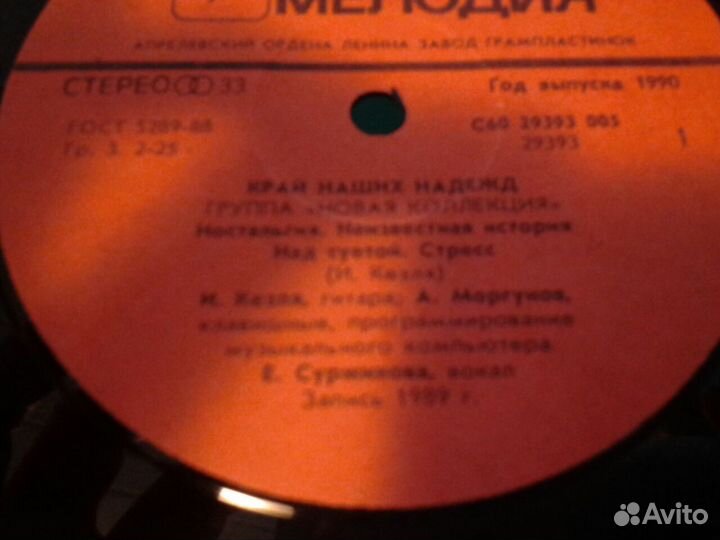 МЕЛОДИЯ
АПРЕЛЕВСКИЙ ОРДЕНА ЛЕНИНА ЗАВОД ГРАМПЛАСТИНОК
СТЕРЕО 33 Год выпуска 1990
ГОСТ 5289-88 С60 29393 005
Гр. 3. 2-25 29393 1
КРАЙ НАШИХ НАДЕЖД
ГРУППА «НОВАЯ КОЛЛЕКЦИЯ»
Ностальгия. Неизвестная история
Над суетой. Стресс
(И. Козля)
И. Козля, гитара; А. Моргунов,
клавишные, программирование
музыкального компьютера
Е. Суржикова, вокал
Запись 1989 г.
Avito